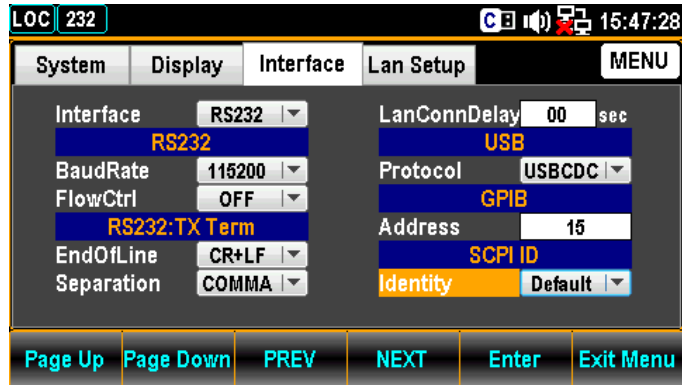 LOC 232 C 15:47:28
System Display Interface Lan Setup MENU
Interface RS232
RS232
BaudRate 115200
FlowCtrl OFF
RS232:TX Term
EndOfLine CR+LF
Separation COMMA
LanConnDelay 00 sec
USB
Protocol USBCDC
GPIB
Address 15
SCPI ID
Identity Default
Page Up Page Down PREV NEXT Enter Exit Menu